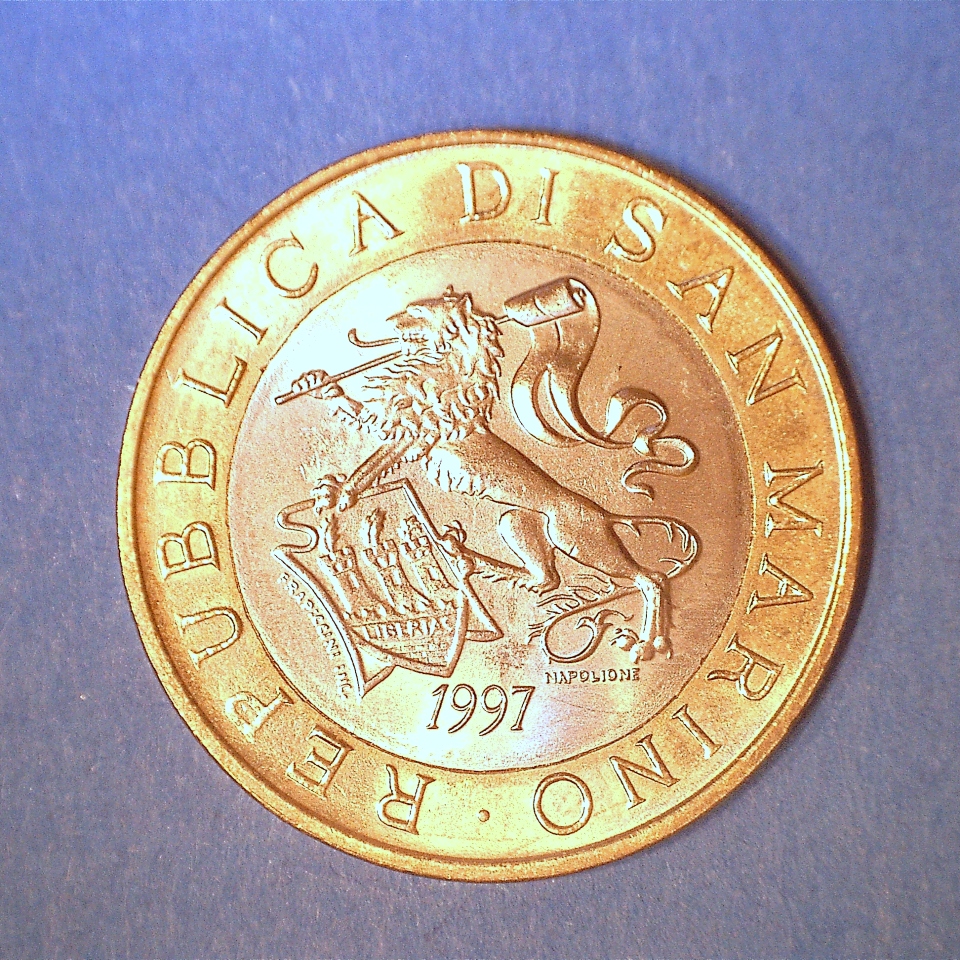 REPUBBLICA DI SAN MARINO
LIBERTAS
NAPOLIONE
1997